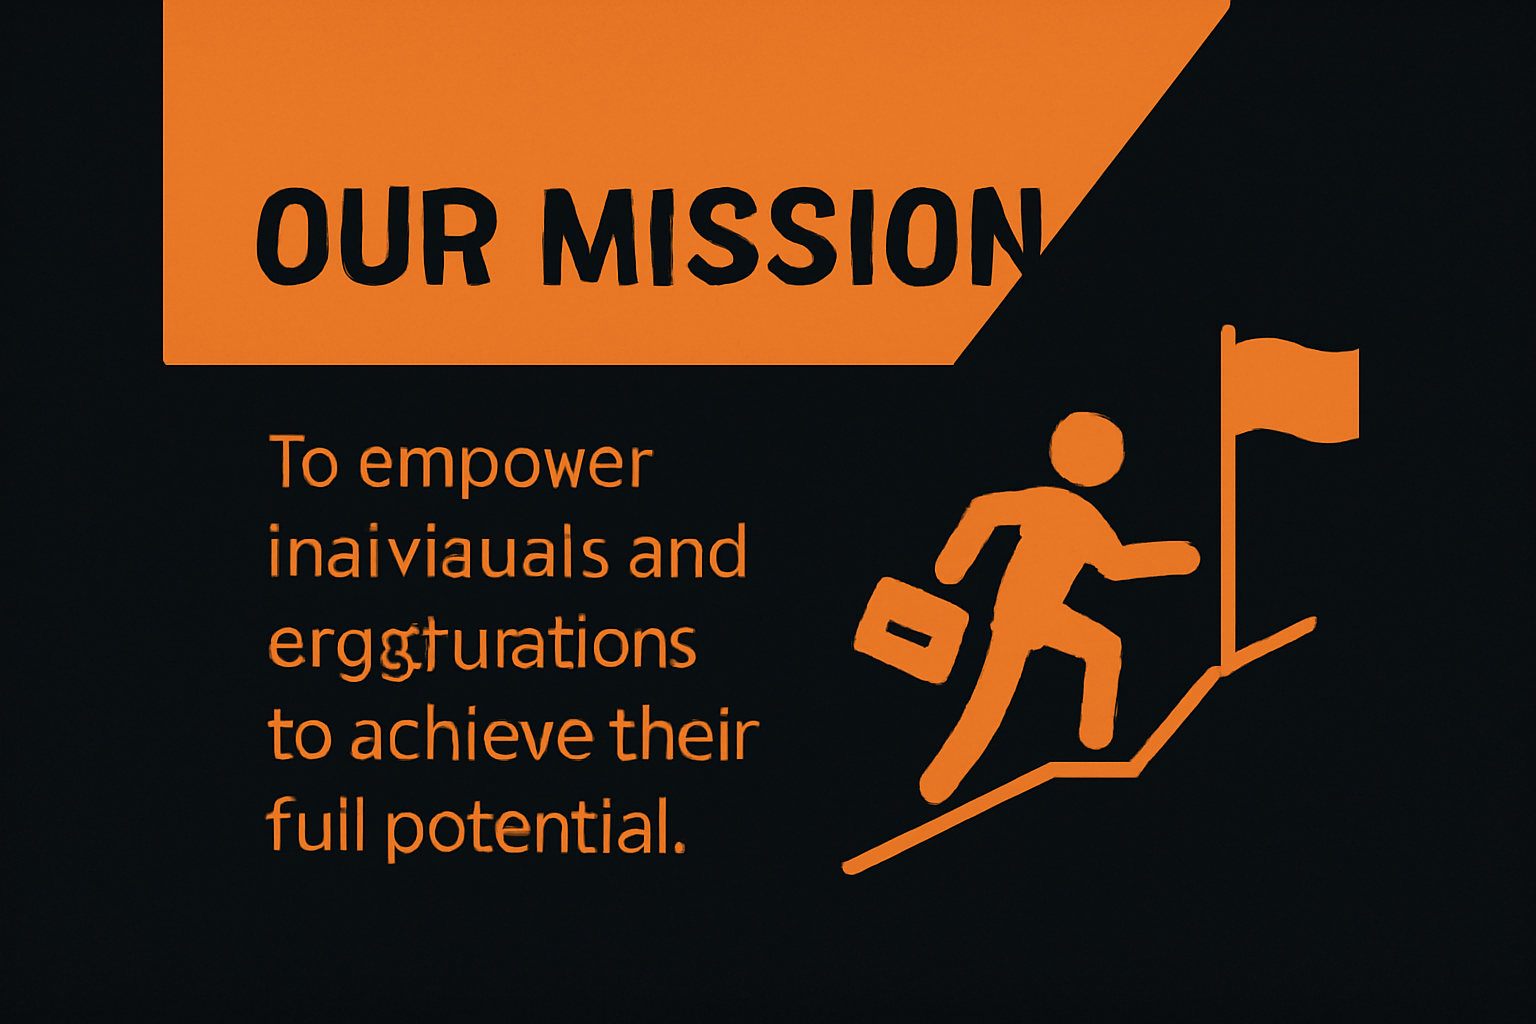 OUR MISSION
To empower
inaiviauals and
to achieve their
full potential.